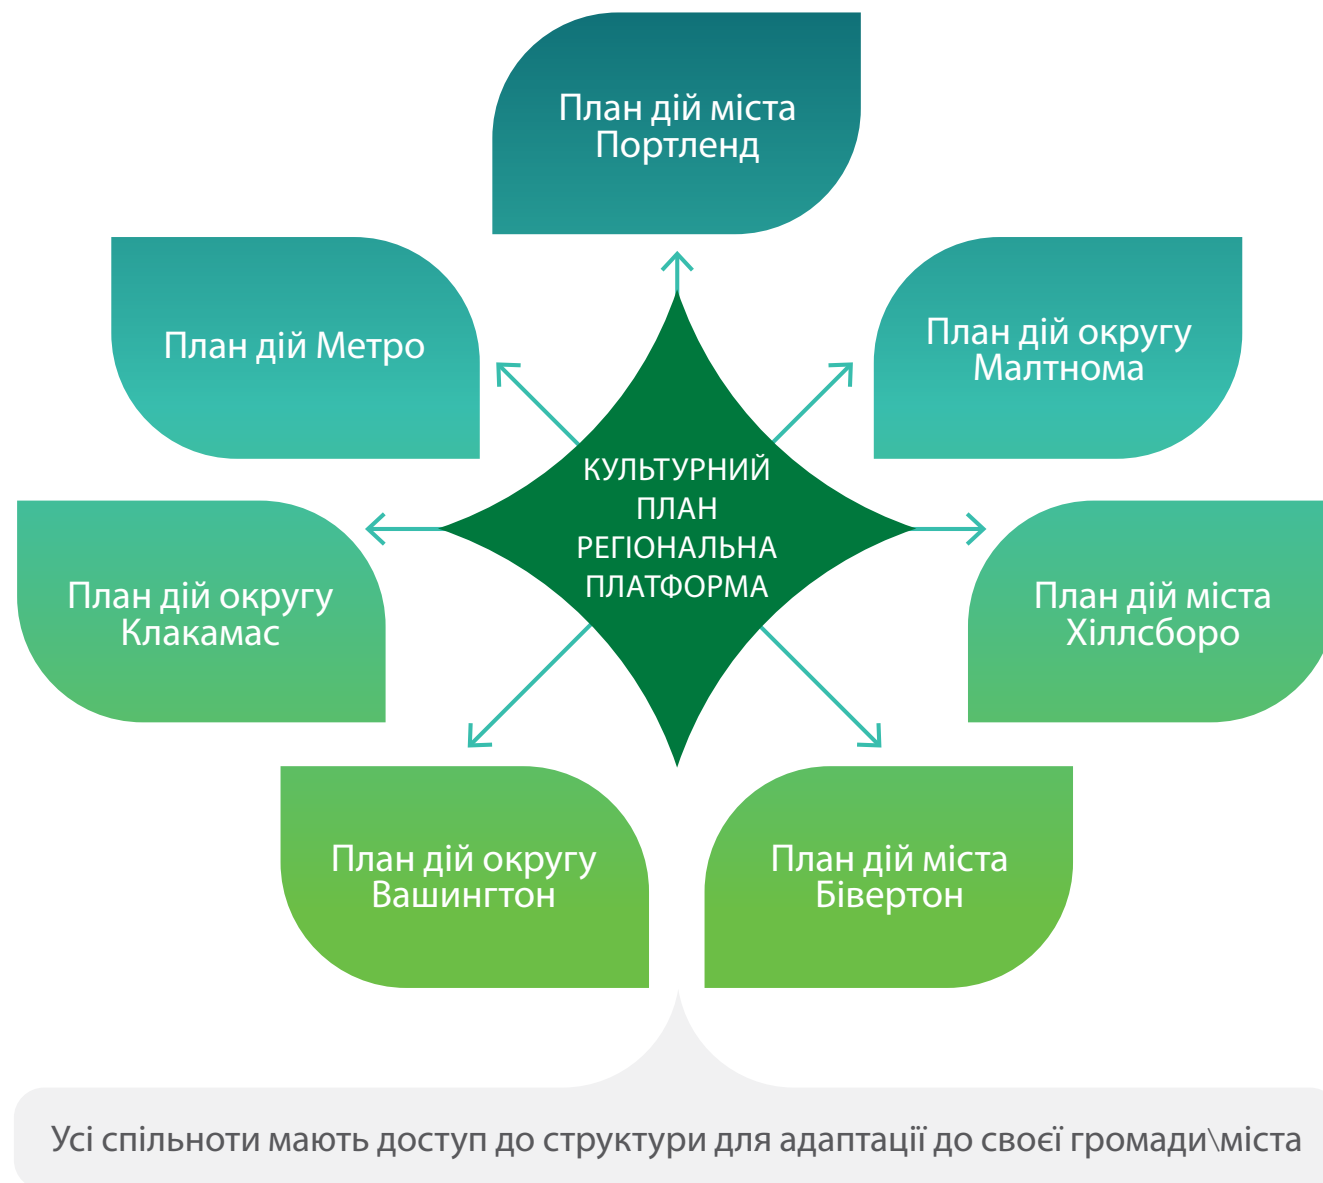 План дій міста
Портленд
План дій Метро
План дій округу
Малтнома
КУЛЬТУРНИЙ
ПЛАН
РЕГІОНАЛЬНА
ПЛАТФОРМА
План дій округу
Клакамас
План дій міста
Хіллсборо
План дій округу
Вашингтон
План дій міста
Бівертон
Усі спільноти мають доступ до структури для адаптації до своєї громади\міста